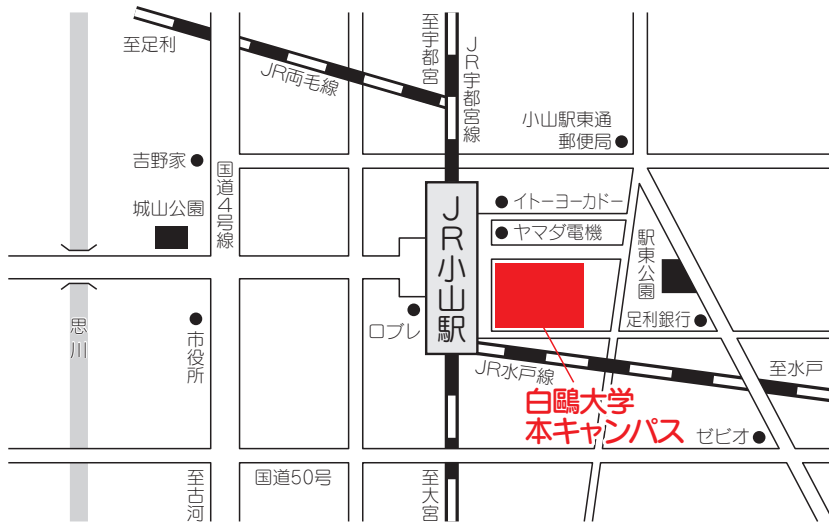 至足利
JR両毛線
至宇都宮
JR宇都宮線
小山駅東通
郵便局
吉野家
国道4号線
城山公園
イトーヨーカドー
ヤマダ電機
JR小山駅
駅東公園
思川
市役所
ロブレ
足利銀行
JR水戸線
至水戸
白鷗大学
本キャンパス
ゼビオ
至古河
国道50号
至大宮